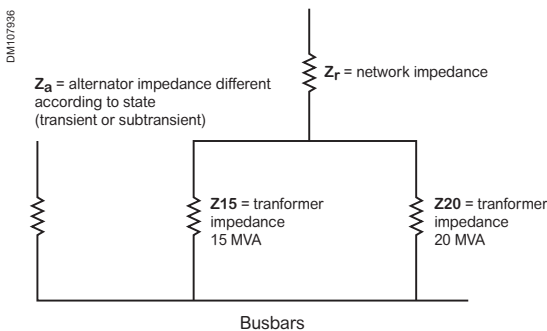 DM107936
Zr = network impedance
Za = alternator impedance different
according to state
(transient or subtransient)
Z15 = tranformer
impedance
15 MVA
Z20 = tranformer
impedance
20 MVA
Busbars